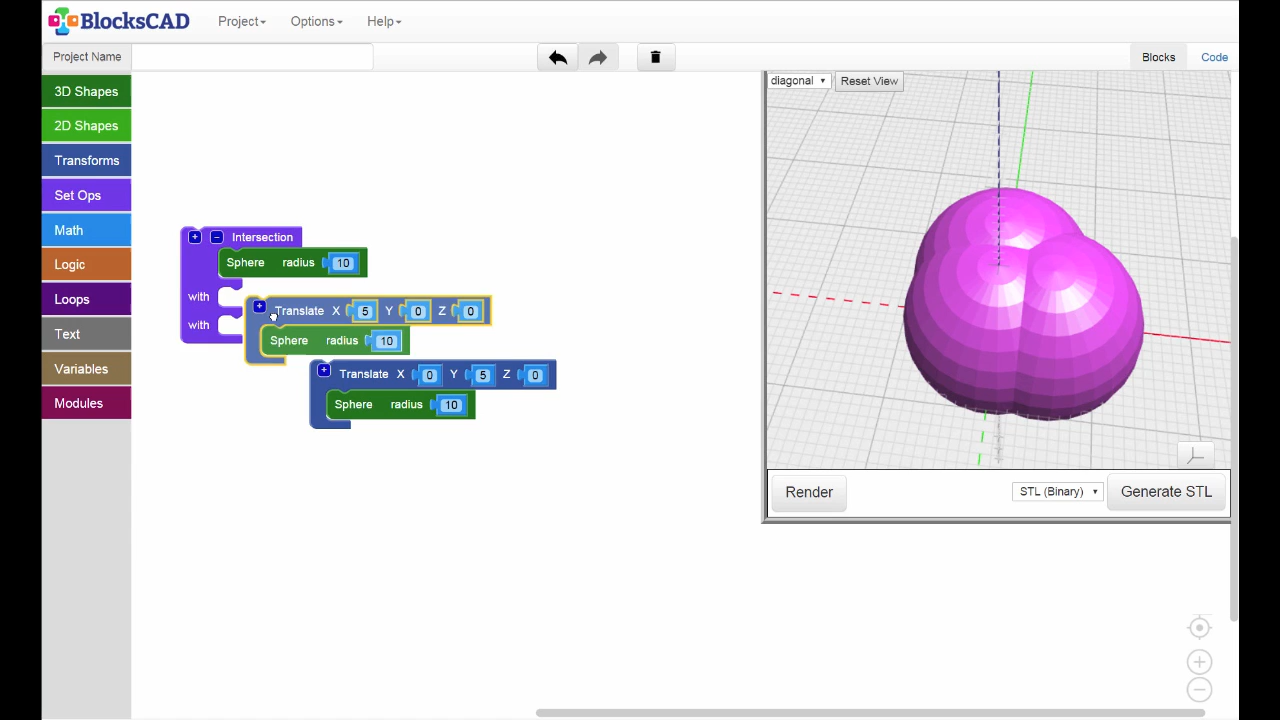 BlocksCAD Project Options Help
Project Name Blocks Code
diagonal Reset View
3D Shapes
2D Shapes
Transforms
Set Ops
Math
Logic
Loops
Text
Variables
Modules
+ − Intersection
Sphere radius 10
with
+ Translate X 5 Y 0 Z 0
with
Sphere radius 10
+ Translate X 0 Y 5 Z 0
Sphere radius 10
Render STL (Binary) Generate STL